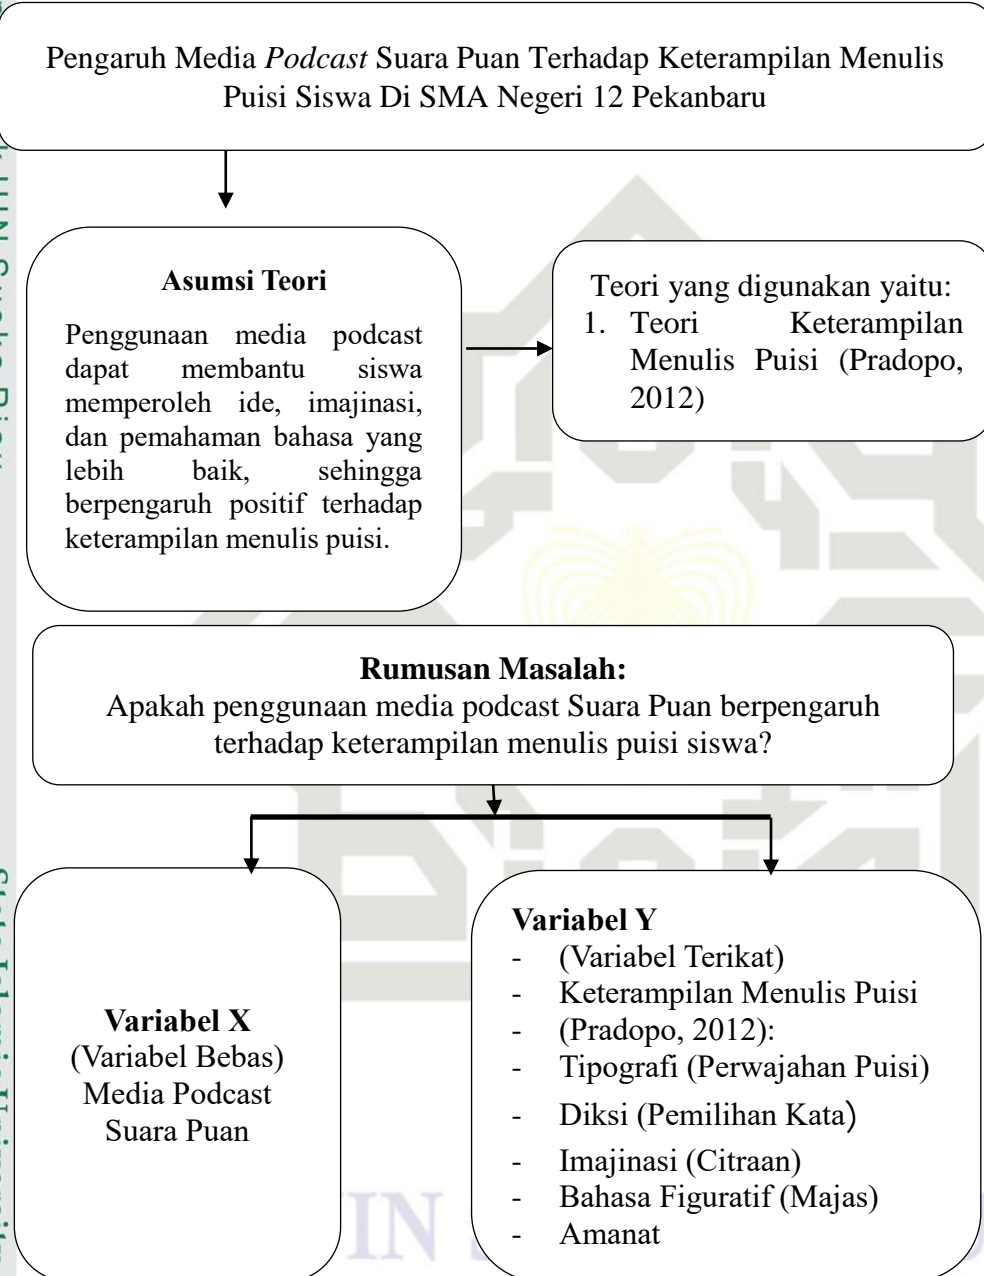 Pengaruh Media Podcast Suara Puan Terhadap Keterampilan Menulis
Puisi Siswa Di SMA Negeri 12 Pekanbaru
Asumsi Teori
Penggunaan media podcast
dapat membantu siswa
memperoleh ide, imajinasi,
dan pemahaman bahasa yang
lebih baik, sehingga
berpengaruh positif terhadap
keterampilan menulis puisi.
Teori yang digunakan yaitu:
1. Teori Keterampilan
Menulis Puisi (Pradopo,
2012)
Rumusan Masalah:
Apakah penggunaan media podcast Suara Puan berpengaruh
terhadap keterampilan menulis puisi siswa?
Variabel X
(Variabel Bebas)
Media Podcast
Suara Puan
Variabel Y
- (Variabel Terikat)
- Keterampilan Menulis Puisi
- (Pradopo, 2012):
- Tipografi (Perwajahan Puisi)
- Diksi (Pemilihan Kata)
- Imajinasi (Citraan)
- Bahasa Figuratif (Majas)
- Amanat
IN S